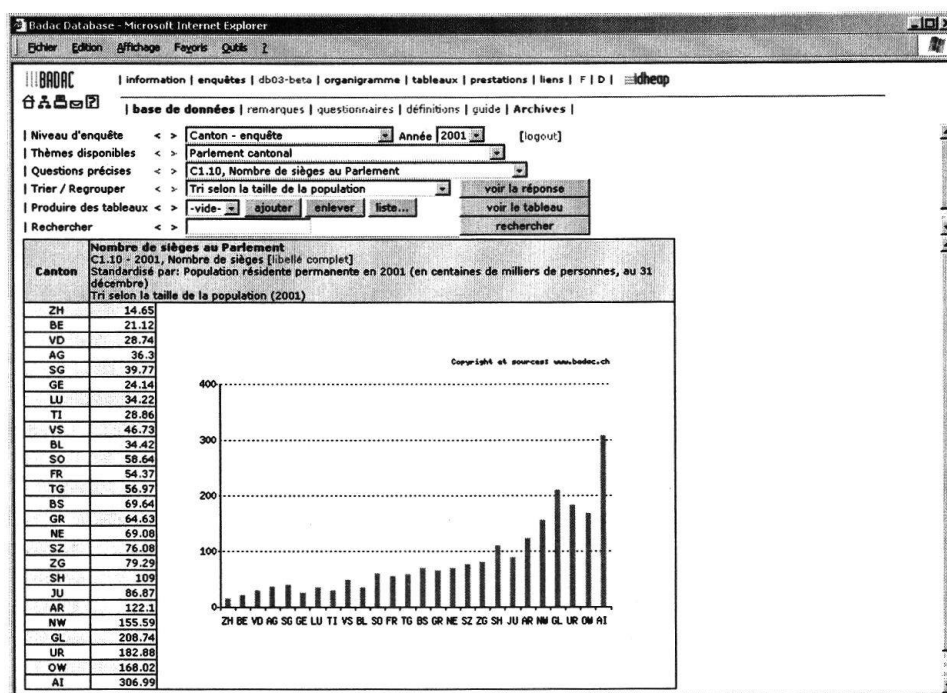 Badac Database - Microsoft Internet Explorer
Fichier Edition Affichage Favoris Outils ?
BADAC | information | enquêtes | db03-beta | organigramme | tableaux | prestations | liens | F | D | idheap
| base de données | remarques | questionnaires | définitions | guide | Archives |
| Niveau d'enquête < > Canton - enquête Année 2001 [logout]
| Thèmes disponibles < > Parlement cantonal
| Questions précises < > C1.10, Nombre de sièges au Parlement
| Trier / Regrouper < > Tri selon la taille de la population voir la réponse
| Produire des tableaux < > -vide- ajouter enlever liste... voir le tableau
| Rechercher < > rechercher
Canton
Nombre de sièges au Parlement
C1.10 - 2001, Nombre de sièges [libellé complet]
Standardisé par: Population résidente permanente en 2001 (en centaines de milliers de personnes, au 31
décembre)
Tri selon la taille de la population (2001)
ZH 14.65
BE 21.12
VD 28.74
AG 36.3
SG 39.77
GE 24.14
LU 34.22
TI 28.86
VS 46.73
BL 34.42
SO 58.64
FR 54.37
TG 56.97
BS 69.64
GR 64.63
NE 69.08
SZ 76.08
ZG 79.29
SH 109
JU 86.87
AR 122.1
NW 155.59
GL 208.74
UR 182.88
OW 168.02
AI 306.99
Copyright et sources: www.badac.ch
400
300
200
100
0
ZH BE VD AG SG GE LU TI VS BL SO FR TG BS GR NE SZ ZG SH JU AR NW GL UR OW AI